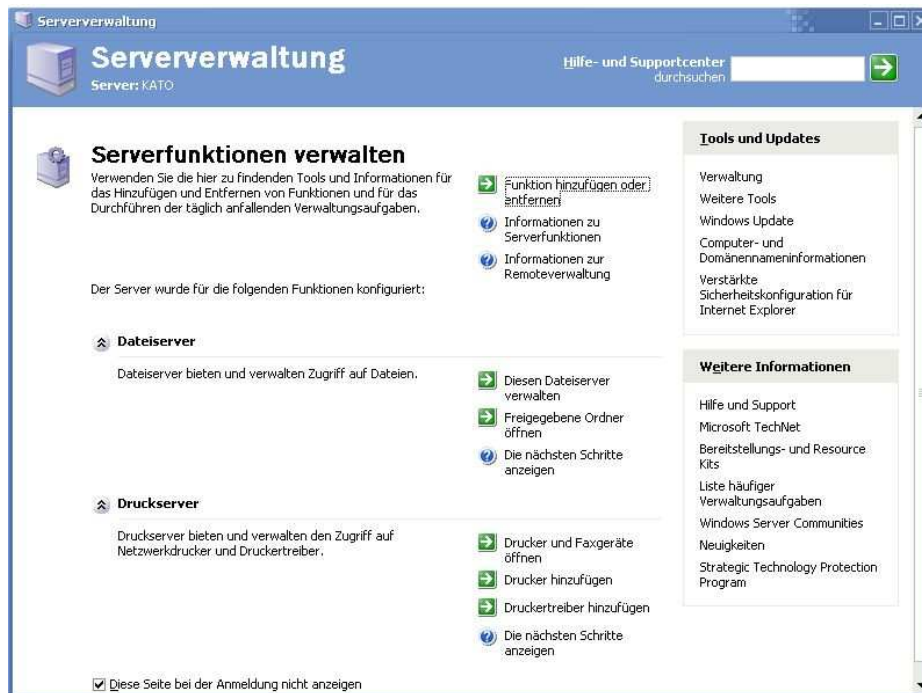 Serververwaltung
Serververwaltung
Server: KATO
Hilfe- und Supportcenter
durchsuchen
Serverfunktionen verwalten
Verwenden Sie die hier zu findenden Tools und Informationen für
das Hinzufügen und Entfernen von Funktionen und für das
Durchführen der täglich anfallenden Verwaltungsaufgaben.
Funktion hinzufügen oder
entfernen
Informationen zu
Serverfunktionen
Informationen zur
Remoteverwaltung
Der Server wurde für die folgenden Funktionen konfiguriert:
Dateiserver
Dateiserver bieten und verwalten Zugriff auf Dateien.
Diesen Dateiserver
verwalten
Freigegebene Ordner
öffnen
Die nächsten Schritte
anzeigen
Druckserver
Druckserver bieten und verwalten den Zugriff auf
Netzwerkdrucker und Druckertreiber.
Drucker und Faxgeräte
öffnen
Drucker hinzufügen
Druckertreiber hinzufügen
Die nächsten Schritte
anzeigen
Diese Seite bei der Anmeldung nicht anzeigen
Tools und Updates
Verwaltung
Weitere Tools
Windows Update
Computer- und
Domänennameninformationen
Verstärkte
Sicherheitskonfiguration für
Internet Explorer
Weitere Informationen
Hilfe und Support
Microsoft TechNet
Bereitstellungs- und Resource
Kits
Liste häufiger
Verwaltungsaufgaben
Windows Server Communities
Neuigkeiten
Strategic Technology Protection
Program